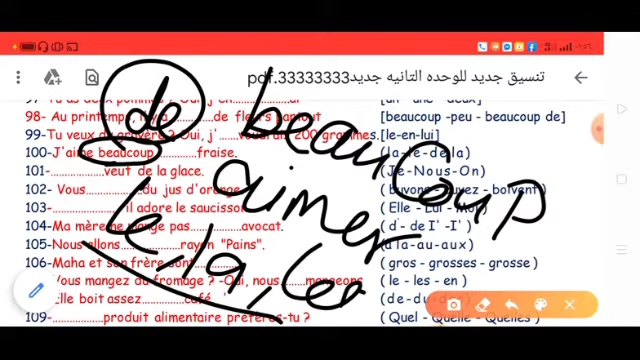 pdf.33333333تنسيق جديد للوحده التانيه جديد
de beaucoup
aimer
le, la, les
98- Au printemps, de fleurs partout [beaucoup -peu - beaucoup de]
99-Tu veux gruyère ? Oui, j' 200 grammes. [le-en-lui]
100-J'aime beaucoup..........fraise. ( la-le-de la)
101-................veut de la glace. ( Je-Nous-On)
102- Vous..............du jus d'orange ( buvons - buvez - boivent)
103-................ il adore le saucisson ( Elle - Lui - Moi)
104-Ma mère mange pas..............avocat. ( d'- de l' -l' )
105-Nous allons..............rayon "Pains". ( à la-au-aux)
106-Maha et son frère sont ( gros - grosses - grosse)
Vous mangez du fromage ? -Oui, nous mangeons ( le - les - en)
Elle boit assez café ( de-du-
109-..............produit alimentaire préfères-tu ? ( Quel - Quelle - Quelles)